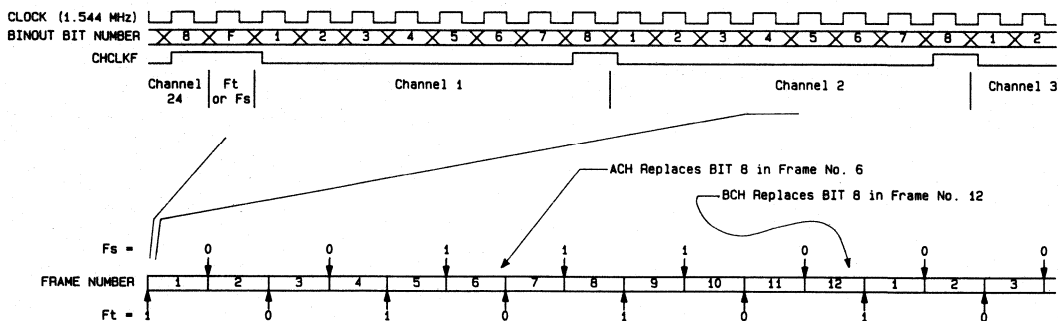 CLOCK (1.544 MHz)
BINOUT BIT NUMBER 8 F 1 2 3 4 5 6 7 8 1 2 3 4 5 6 7 8 1 2
CHCLKF
Channel 24 Ft or Fs Channel 1 Channel 2 Channel 3
ACH Replaces BIT 8 in Frame No. 6
BCH Replaces BIT 8 in Frame No. 12
Fs = 0 0 1 1 1 0 0 0
FRAME NUMBER 1 2 3 4 5 6 7 8 9 10 11 12 1 2 3
Ft = 1 0 1 0 1 0 1 0